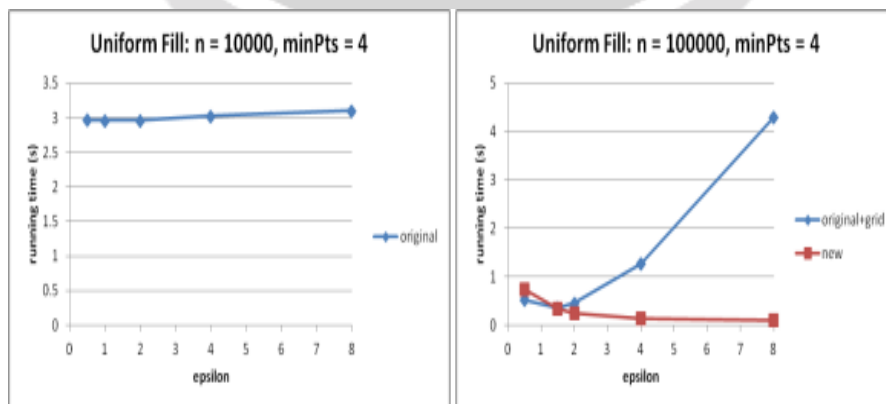 Uniform Fill: n = 10000, minPts = 4
3.5
3
2.5
2
1.5
1
0.5
0
running time (s)
0 1 2 3 4 5 6 7 8
epsilon
original
Uniform Fill: n = 100000, minPts = 4
5
4
3
2
1
0
running time (s)
0 1 2 3 4 5 6 7 8
epsilon
original+grid
new